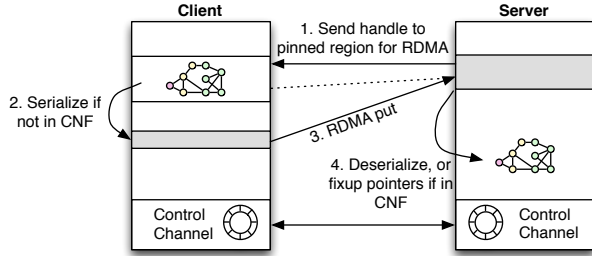 Client
Server
1. Send handle to
pinned region for RDMA
2. Serialize if
not in CNF
3. RDMA put
4. Deserialize, or
fixup pointers if in
CNF
Control
Channel
Control
Channel